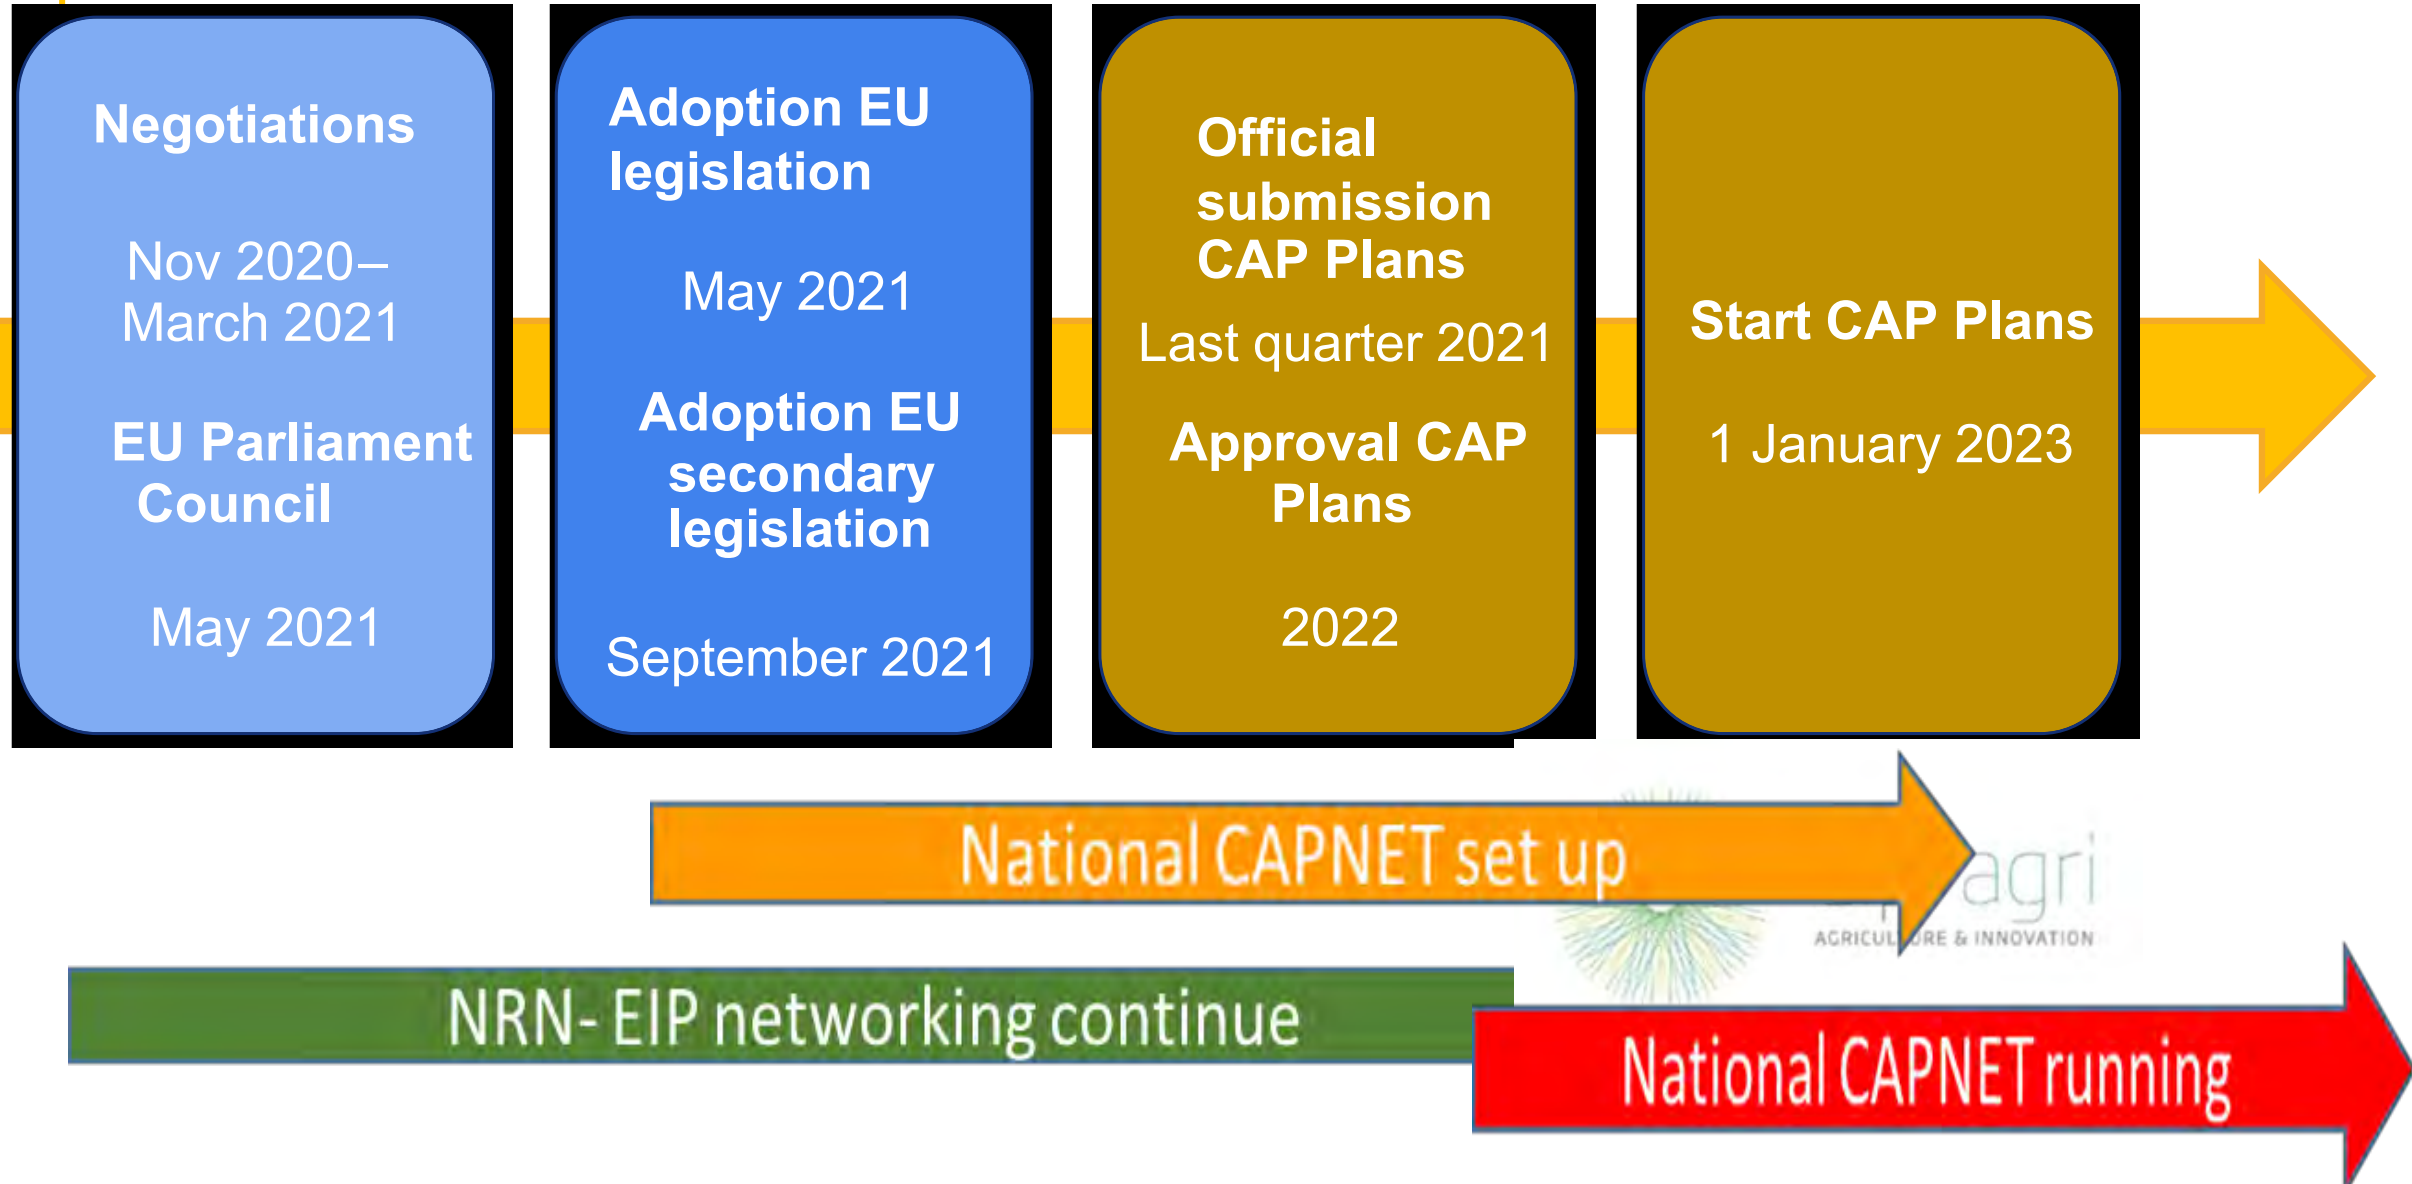 Negotiations
Nov 2020–
March 2021
EU Parliament
Council
May 2021
Adoption EU
legislation
May 2021
Adoption EU
secondary
legislation
September 2021
Official
submission
CAP Plans
Last quarter 2021
Approval CAP
Plans
2022
Start CAP Plans
1 January 2023
National CAPNET set up
agri
AGRICULTURE & INNOVATION
NRN- EIP networking continue
National CAPNET running